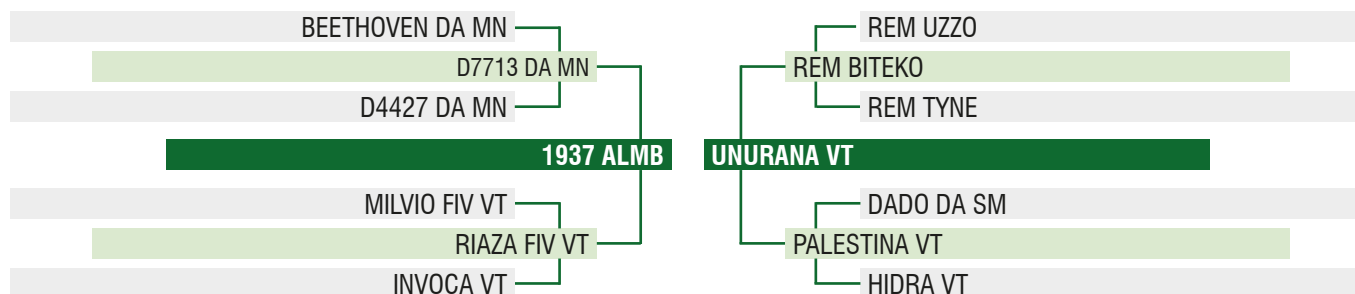 BEETHOVEN DA MN
REM UZZO
D7713 DA MN
REM BITEKO
D4427 DA MN
REM TYNE
1937 ALMB
UNURANA VT
MILVIO FIV VT
DADO DA SM
RIAZA FIV VT
PALESTINA VT
INVOCA VT
HIDRA VT